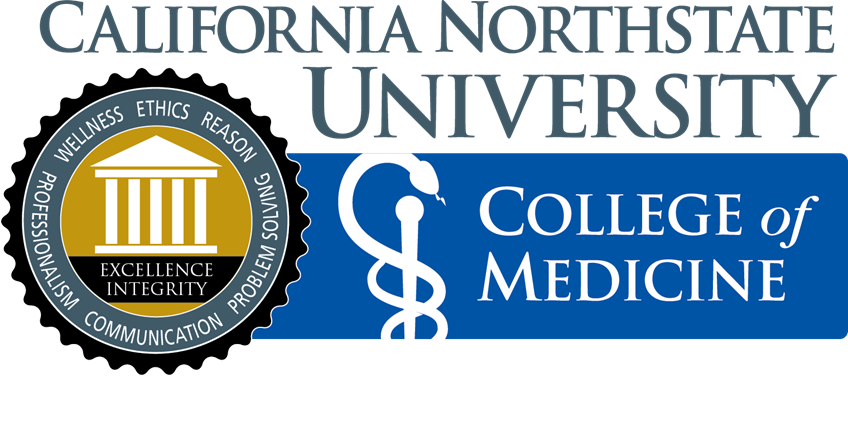 CALIFORNIA NORTHSTATE
UNIVERSITY
WELLNESS ETHICS REASON
PROBLEM SOLVING
COMMUNICATION
PROFESSIONALISM
EXCELLENCE
INTEGRITY
COLLEGE of
MEDICINE